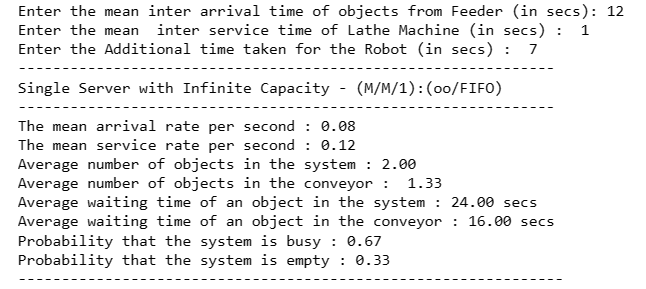 Enter the mean inter arrival time of objects from Feeder (in secs): 12
Enter the mean  inter service time of Lathe Machine (in secs) :  1
Enter the Additional time taken for the Robot (in secs) :  7
-------------------------------------------------------------
Single Server with Infinite Capacity - (M/M/1):(oo/FIFO)
-------------------------------------------------------------
The mean arrival rate per second : 0.08
The mean service rate per second : 0.12
Average number of objects in the system : 2.00
Average number of objects in the conveyor :  1.33
Average waiting time of an object in the system : 24.00 secs
Average waiting time of an object in the conveyor : 16.00 secs
Probability that the system is busy : 0.67
Probability that the system is empty : 0.33
--------------------------------------------------------------